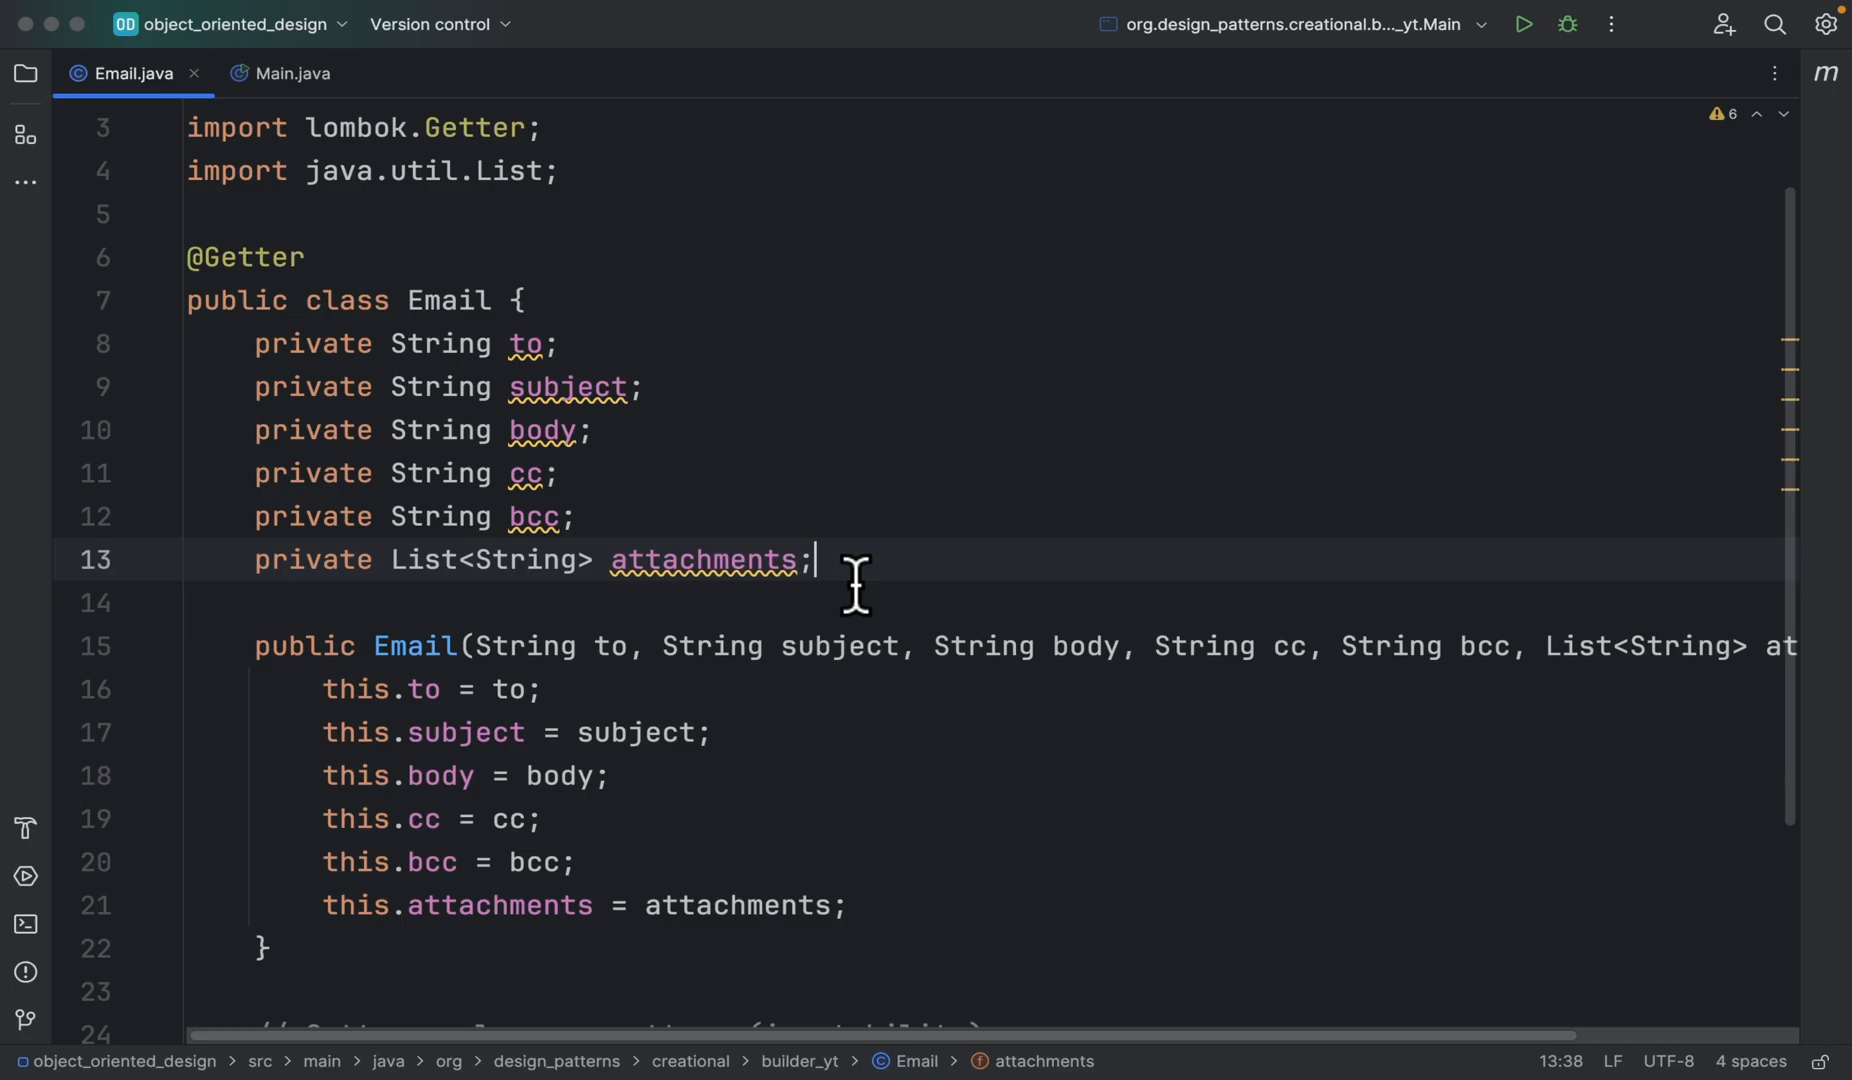 OD object_oriented_design Version control org.design_patterns.creational.b..._yt.Main
Email.java Main.java m
6
3 import lombok.Getter;
4 import java.util.List;
5
6 @Getter
7 public class Email {
8 private String to;
9 private String subject;
10 private String body;
11 private String cc;
12 private String bcc;
13 private List<String> attachments;
14
15 public Email(String to, String subject, String body, String cc, String bcc, List<String> at
16 this.to = to;
17 this.subject = subject;
18 this.body = body;
19 this.cc = cc;
20 this.bcc = bcc;
21 this.attachments = attachments;
22 }
23
24
object_oriented_design > src > main > java > org > design_patterns > creational > builder_yt > Email > attachments 13:38 LF UTF-8 4 spaces